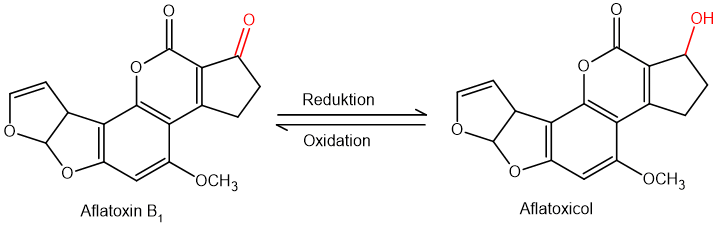 O
O
O
O
O
OCH3
Aflatoxin B1
Reduktion
Oxidation
O
OH
O
O
O
OCH3
Aflatoxicol